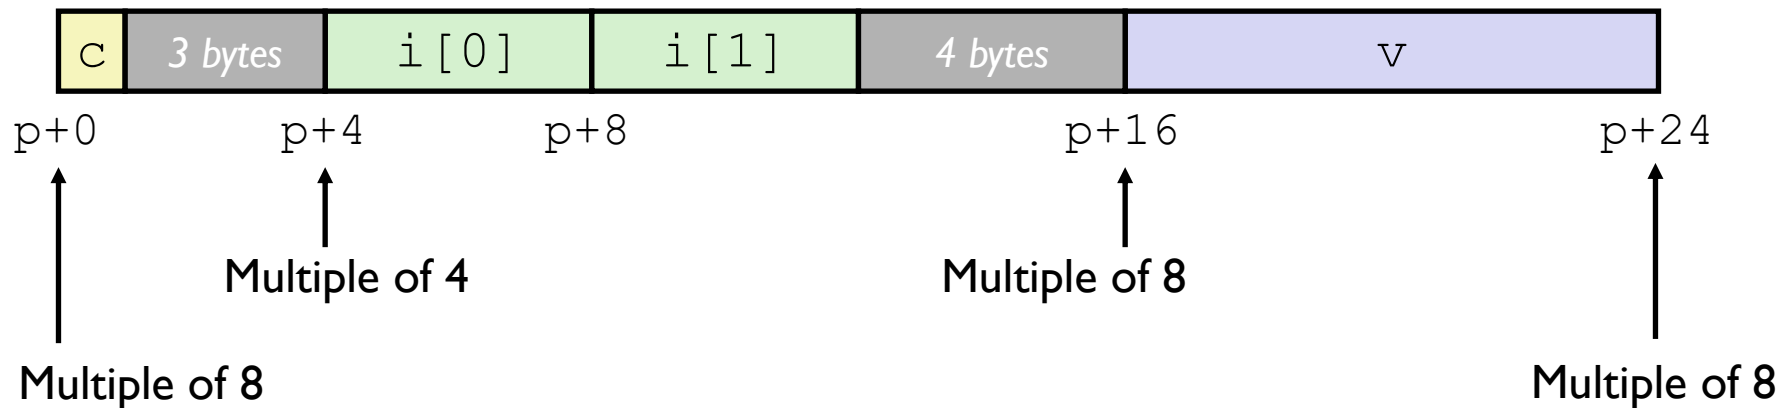 c 3 bytes i[0] i[1] 4 bytes v
p+0 p+4 p+8 p+16 p+24
Multiple of 4 Multiple of 8
Multiple of 8 Multiple of 8